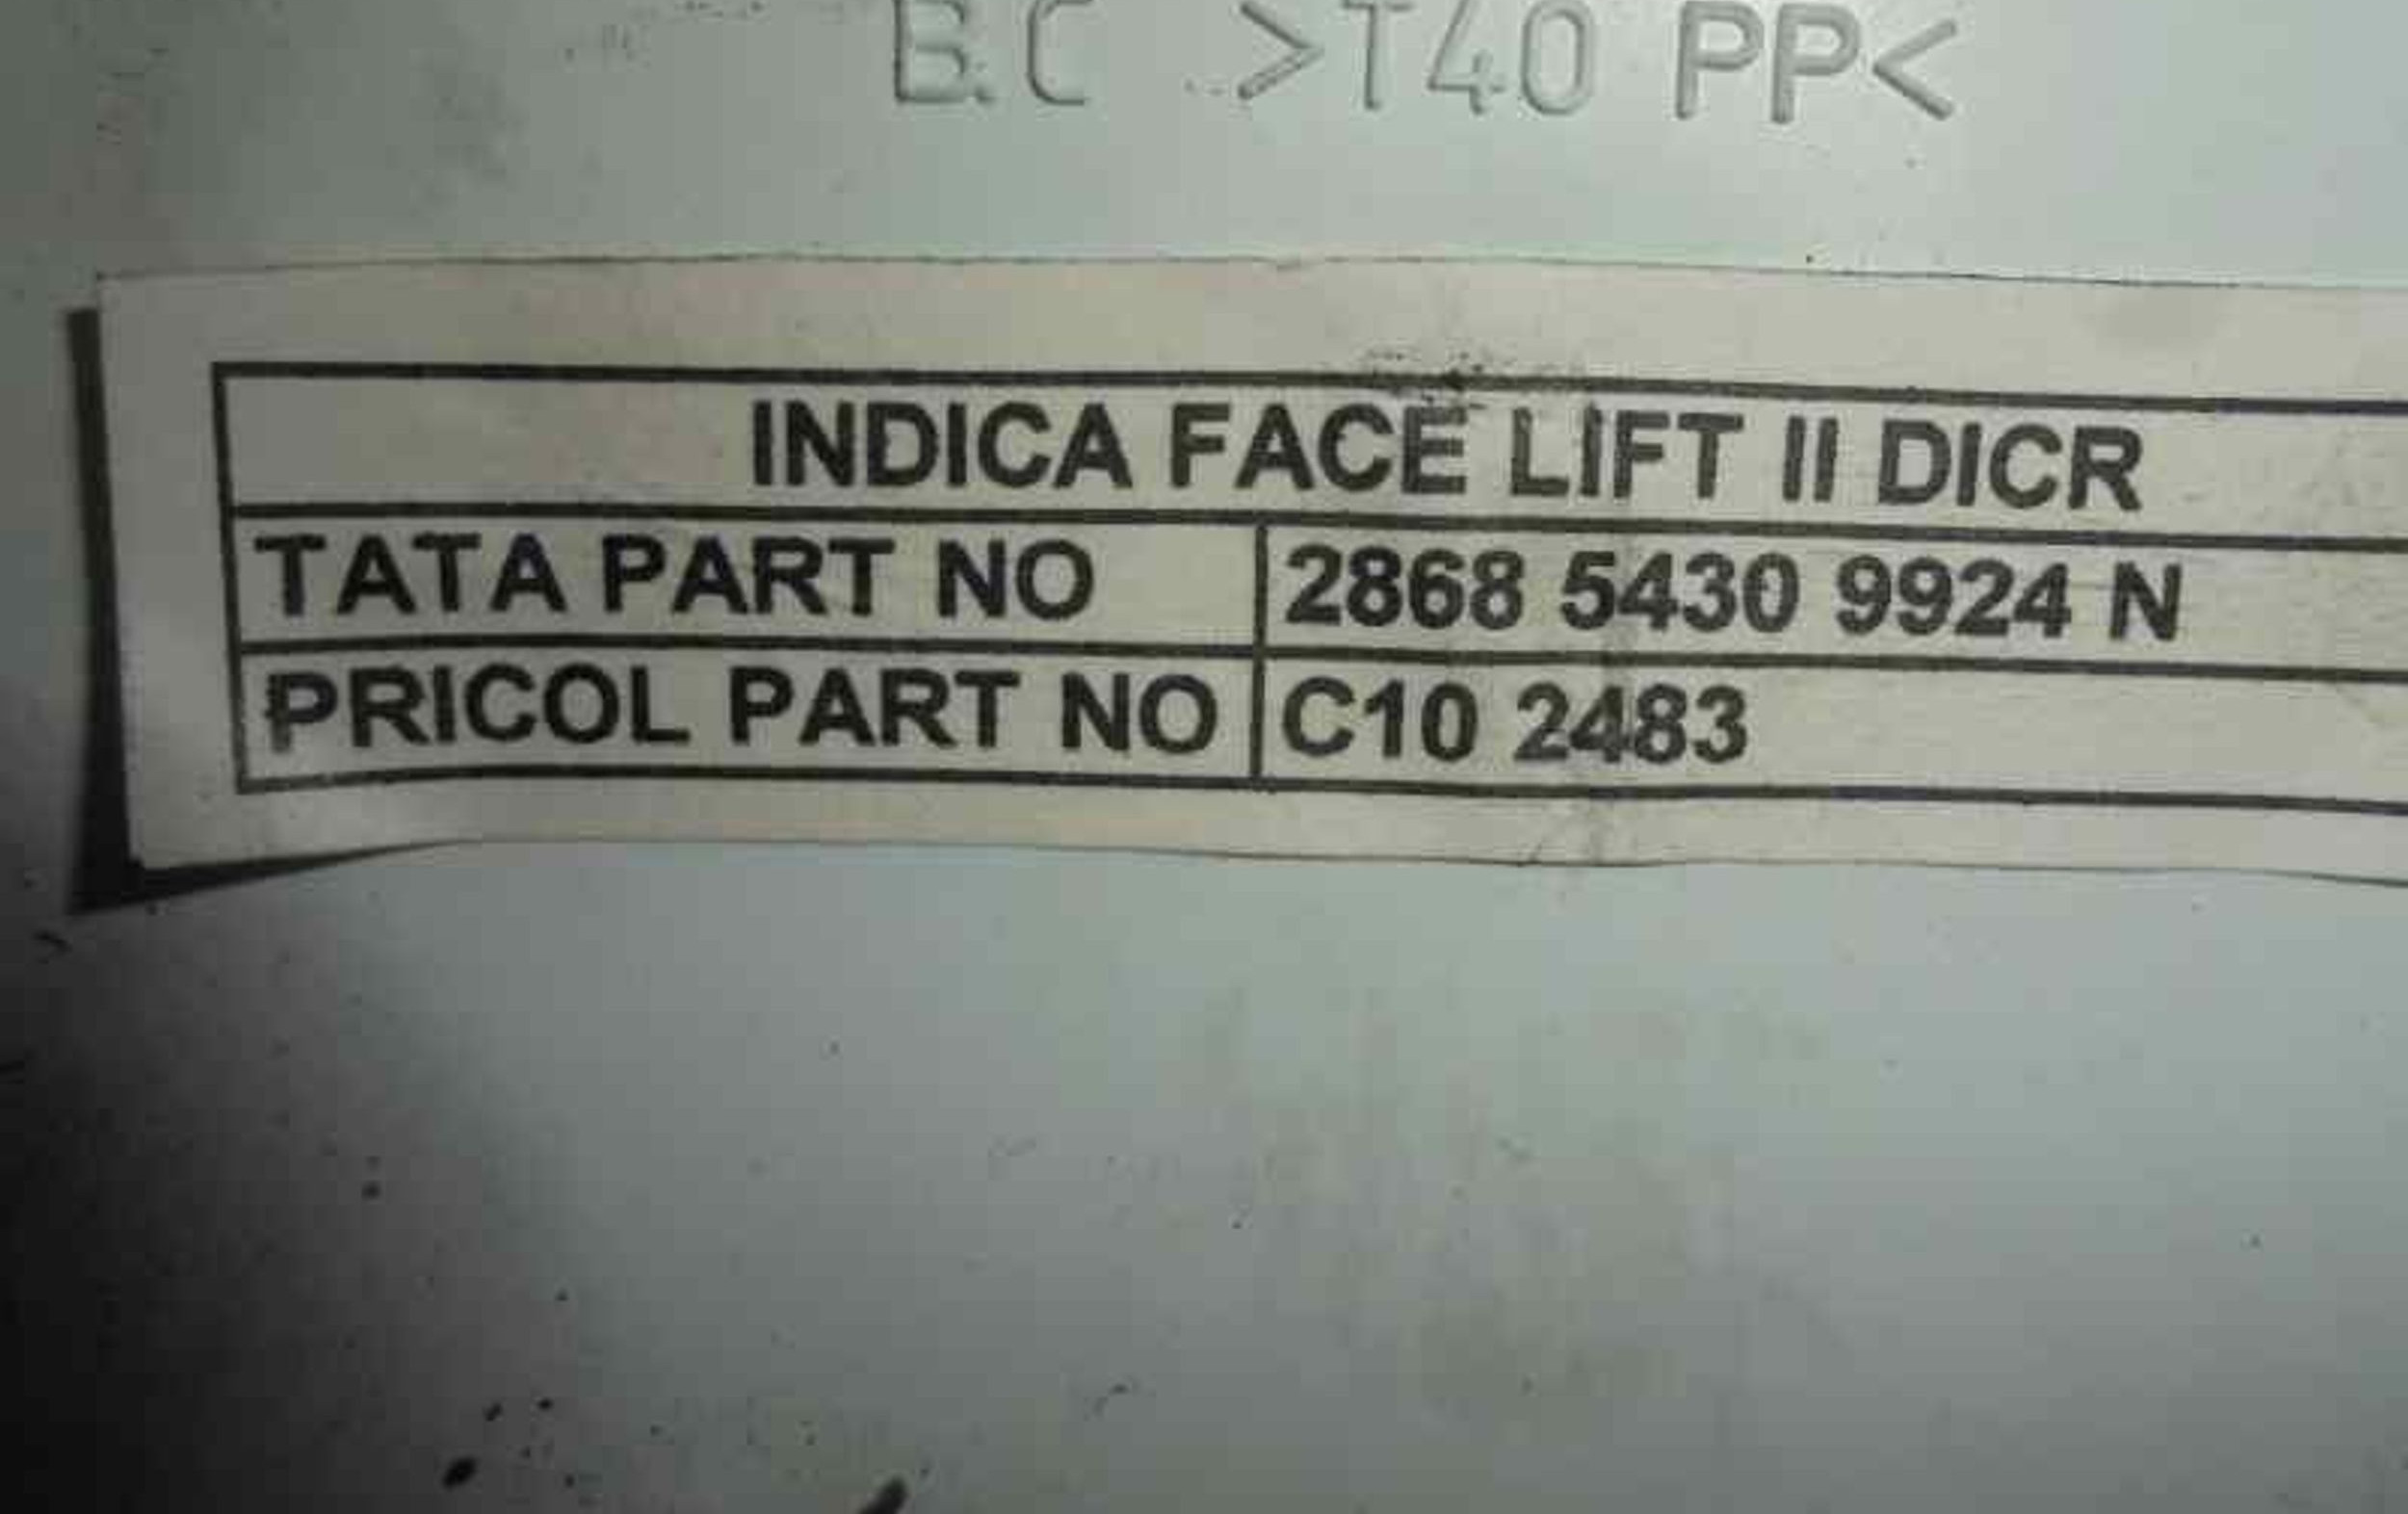 B.C >T40 PP<
INDICA FACE LIFT II DICR
TATA PART NO 2868 5430 9924 N
PRICOL PART NO C10 2483